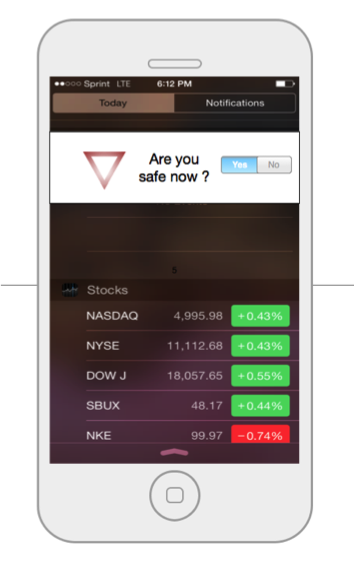 Sprint LTE 6:12 PM
Today Notifications
Are you
safe now ?
Yes No
Stocks
NASDAQ 4,995.98 +0.43%
NYSE 11,112.68 +0.43%
DOW J 18,057.65 +0.55%
SBUX 48.17 +0.44%
NKE 99.97 −0.74%